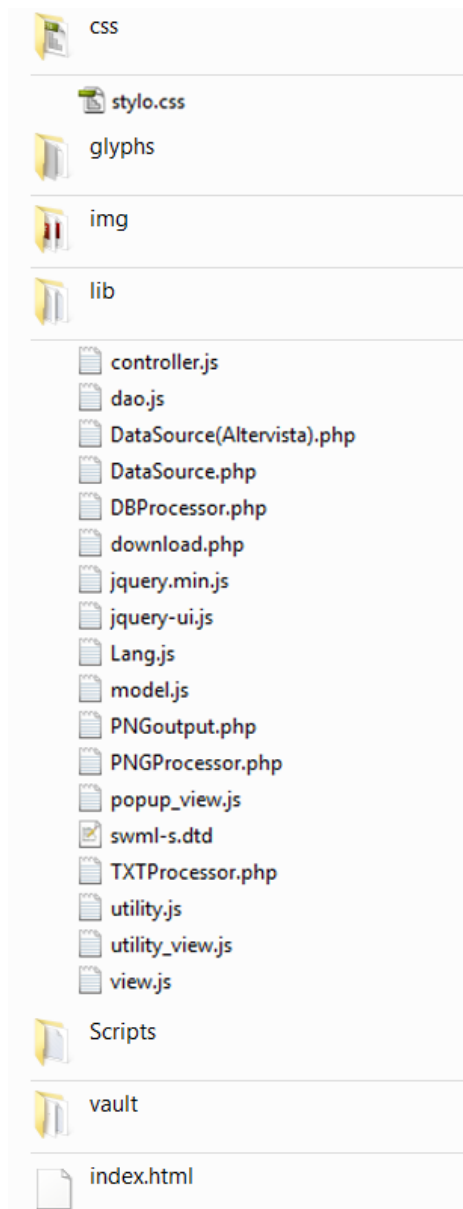 css
stylo.css
glyphs
img
lib
controller.js
dao.js
DataSource(Altervista).php
DataSource.php
DBProcessor.php
download.php
jquery.min.js
jquery-ui.js
Lang.js
model.js
PNGoutput.php
PNGProcessor.php
popup_view.js
swml-s.dtd
TXTProcessor.php
utility.js
utility_view.js
view.js
Scripts
vault
index.html